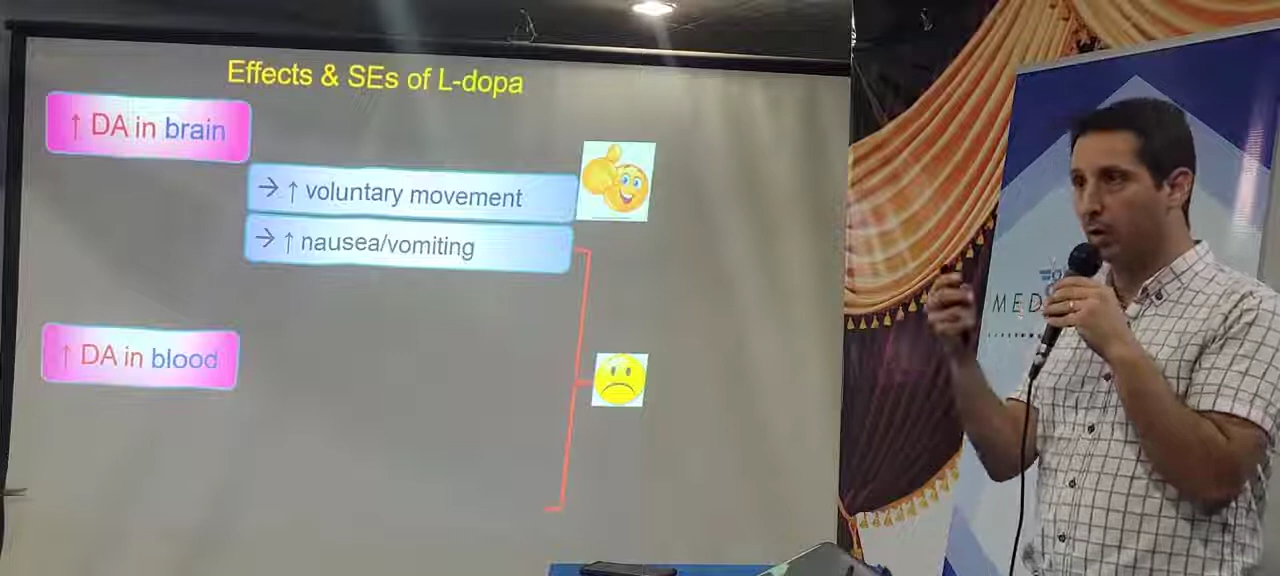 Effects & SEs of L-dopa
↑ DA in brain
→ ↑ voluntary movement
→ ↑ nausea/vomiting
↑ DA in blood
MED